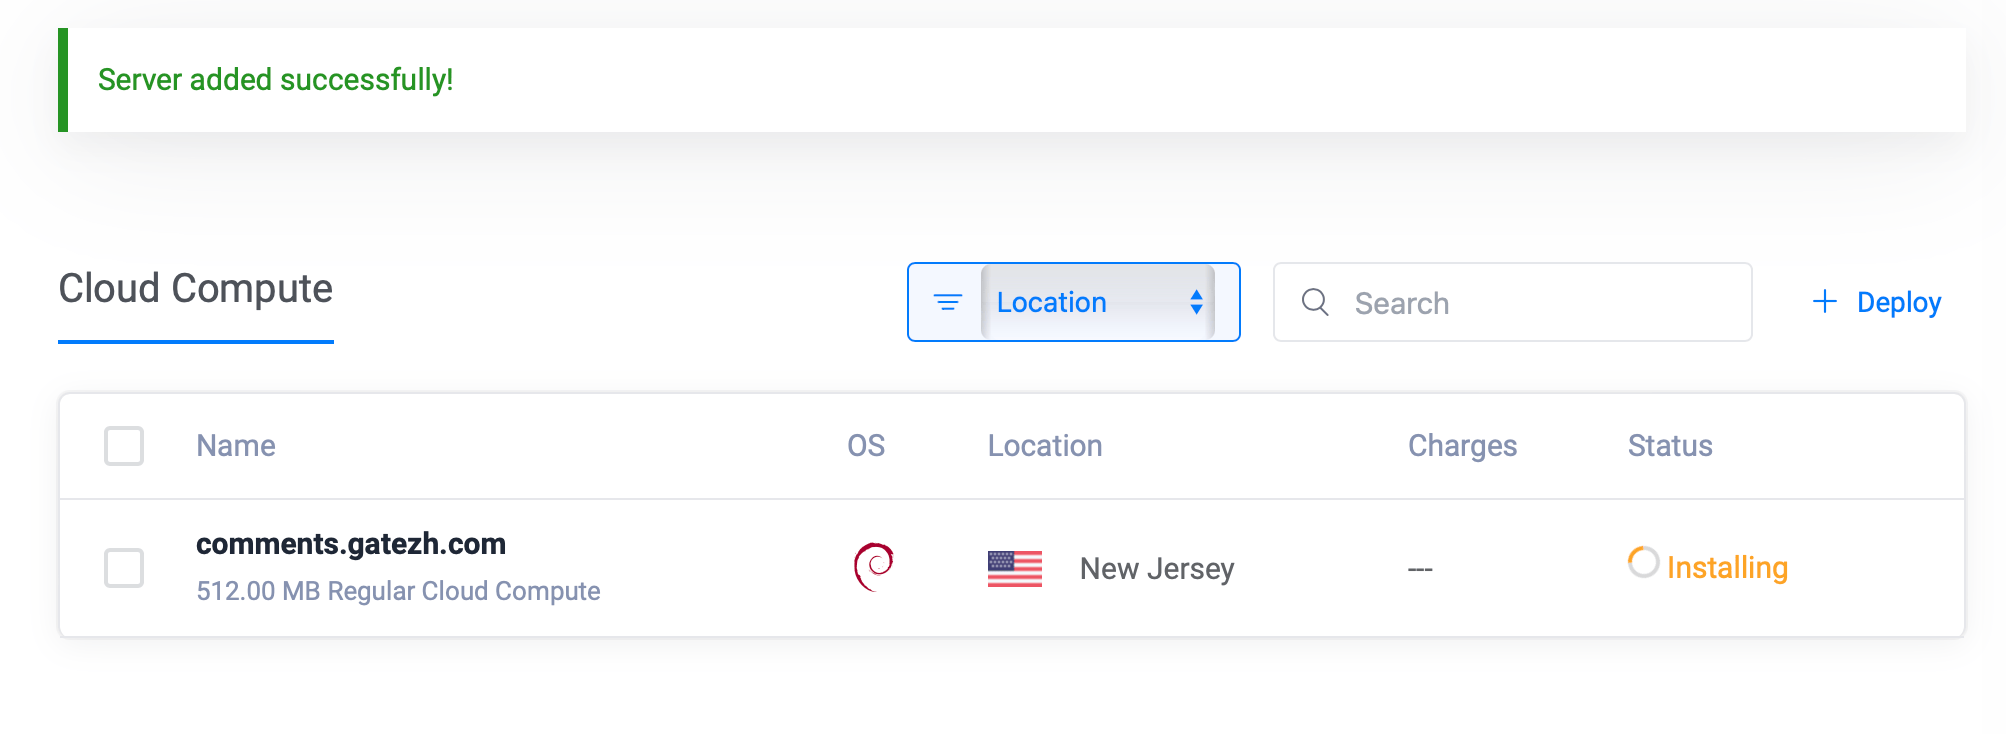 Server added successfully!
Cloud Compute
Location
Search
+ Deploy
Name OS Location Charges Status
comments.gatezh.com
512.00 MB Regular Cloud Compute
New Jersey
---
Installing